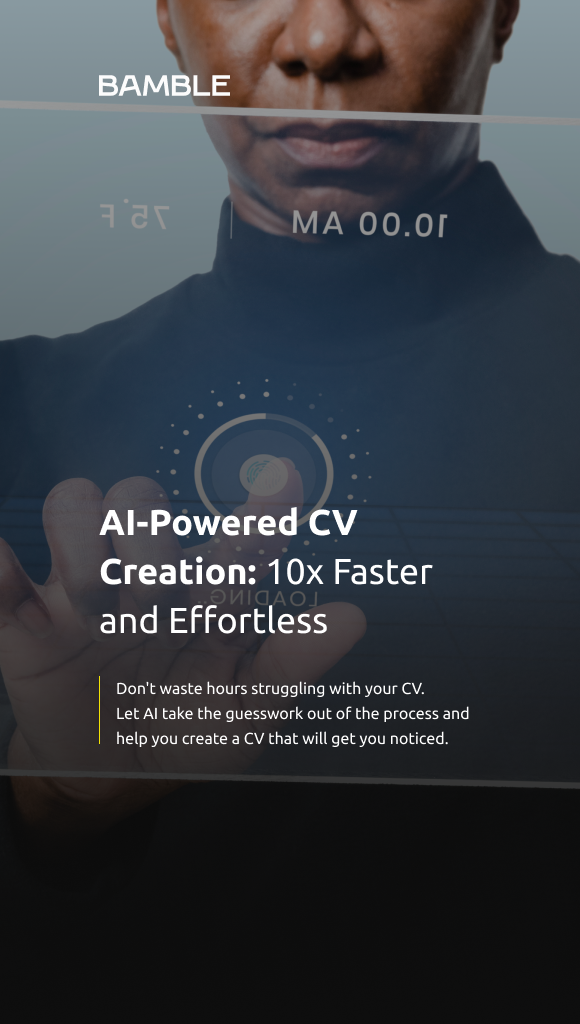 BAMBLE
75°F
10.00 AM
AI-Powered CV
Creation: 10x Faster
and Effortless
LOADING...
Don't waste hours struggling with your CV.
Let AI take the guesswork out of the process and
help you create a CV that will get you noticed.